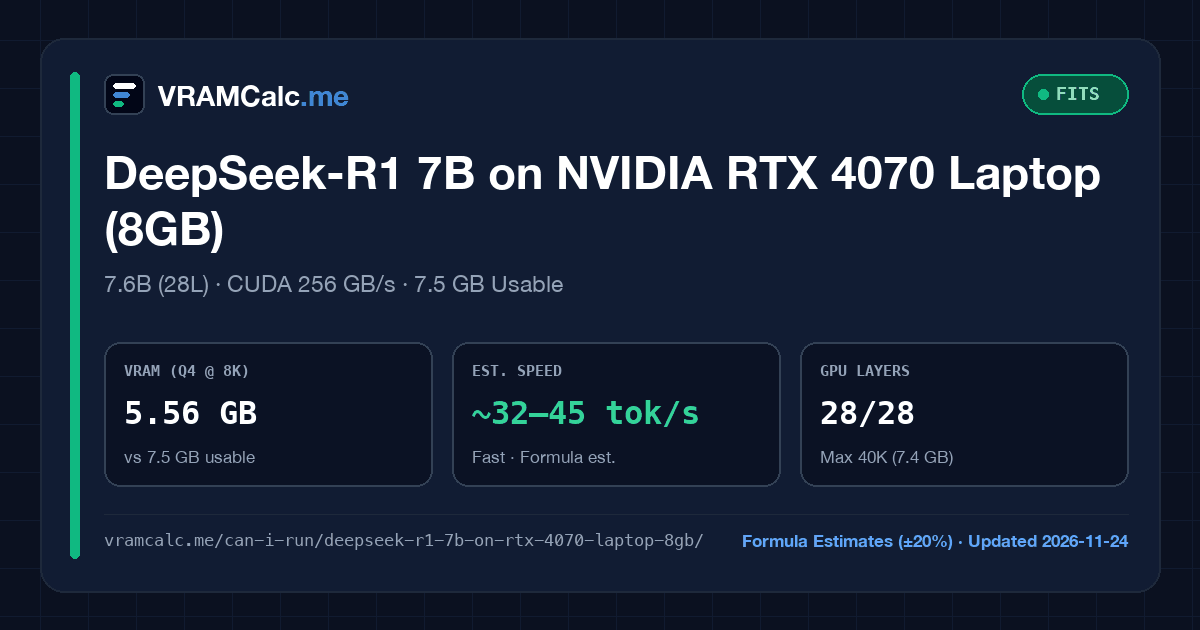 VRAMCalc.me
FITS
DeepSeek-R1 7B on NVIDIA RTX 4070 Laptop
(8GB)
7.6B (28L) · CUDA 256 GB/s · 7.5 GB Usable
VRAM (Q4 @ 8K)
5.56 GB
vs 7.5 GB usable
EST. SPEED
~32–45 tok/s
Fast · Formula est.
GPU LAYERS
28/28
Max 40K (7.4 GB)
vramcalc.me/can-i-run/deepseek-r1-7b-on-rtx-4070-laptop-8gb/
Formula Estimates (±20%) · Updated 2026-11-24